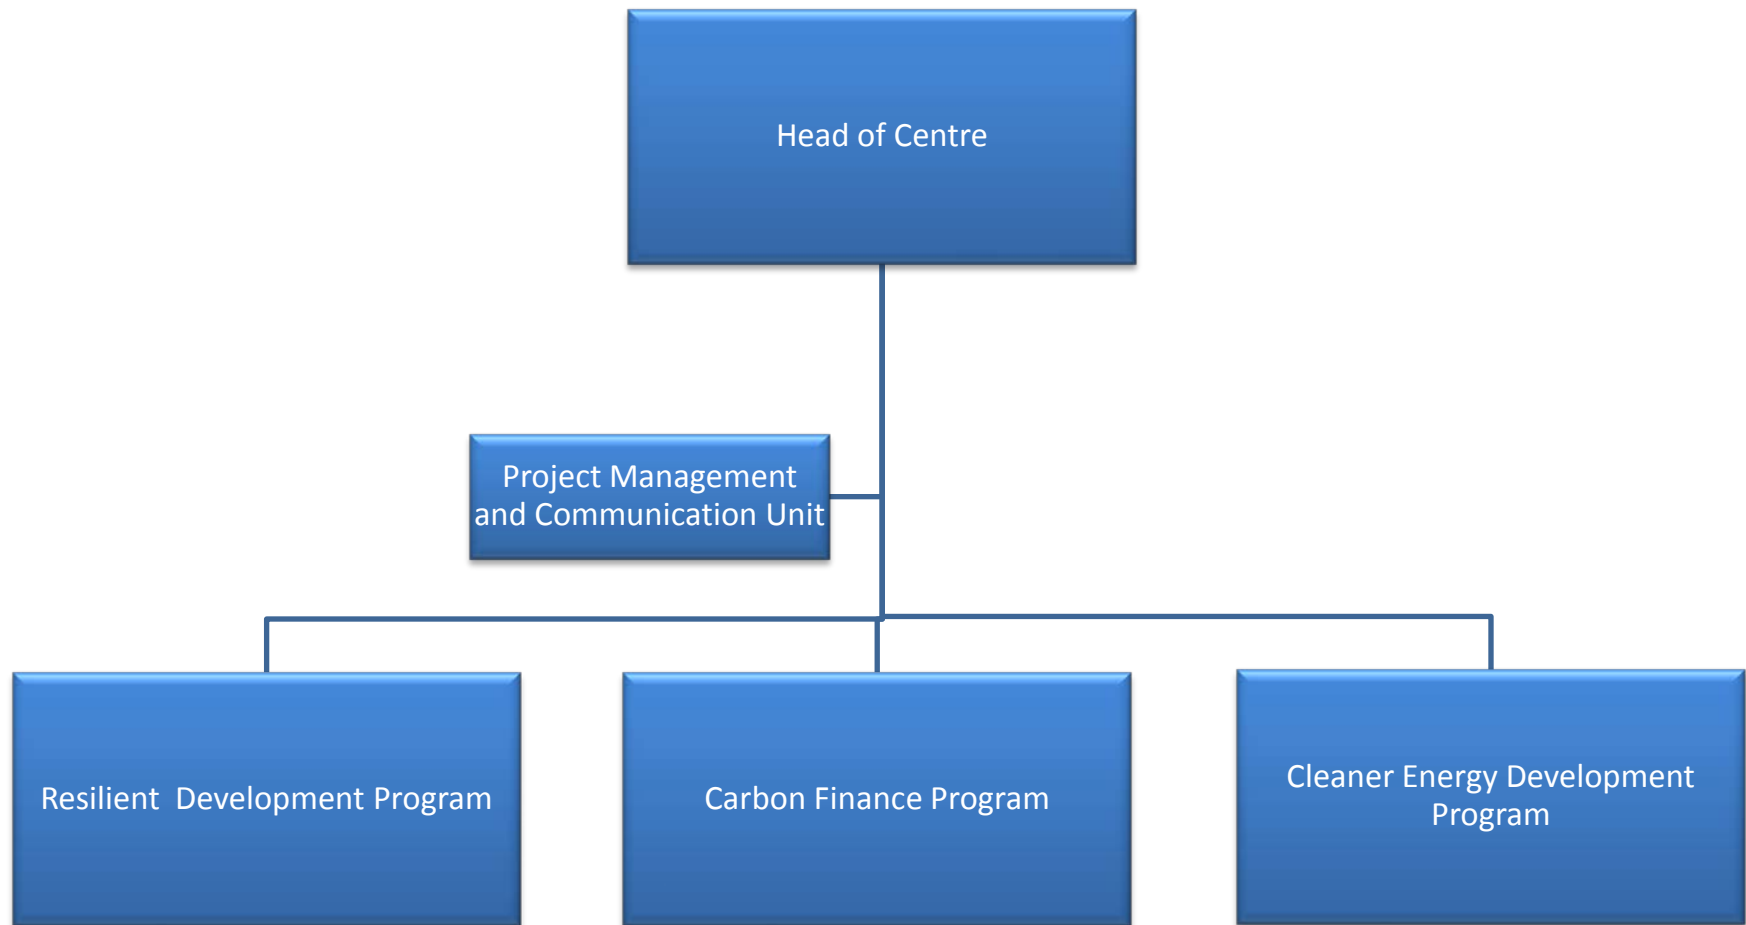 Head of Centre
Project Management
and Communication Unit
Resilient  Development Program
Carbon Finance Program
Cleaner Energy Development
Program